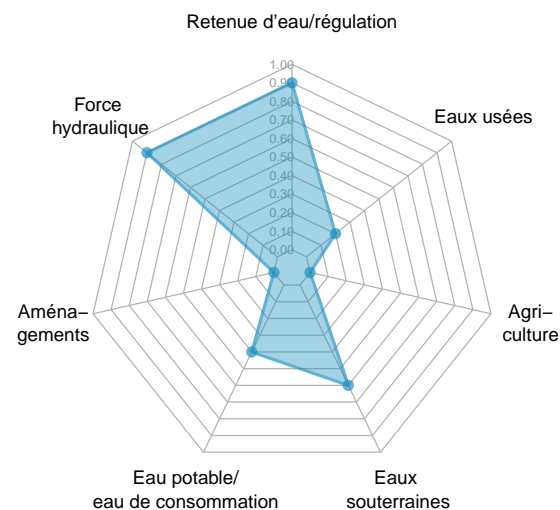 Retenue d'eau/régulation
Force
hydraulique
Eaux usées
1.00
0.90
0.80
0.70
0.60
0.50
0.40
0.30
0.20
0.10
0.00
Aména–
gements
Agri–
culture
Eau potable/
eau de consommation
Eaux
souterraines